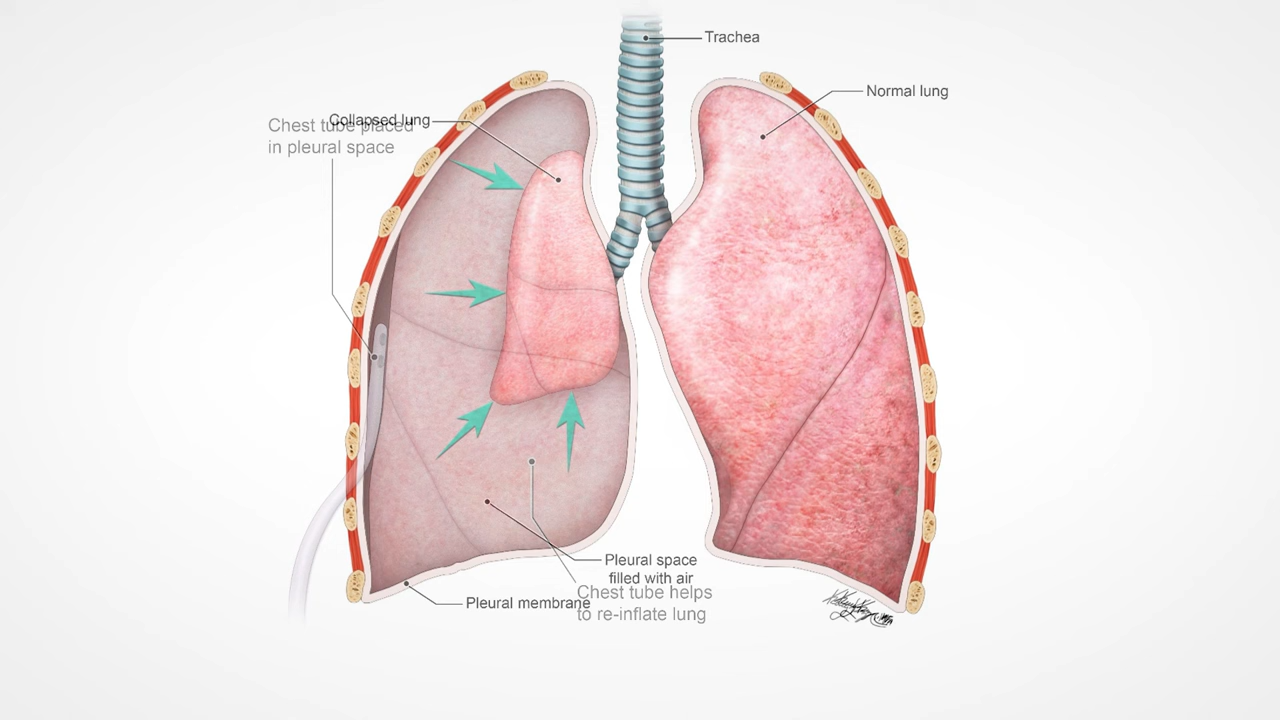 Trachea
Normal lung
Collapsed lung
Chest tube placed
in pleural space
Pleural space
filled with air
Chest tube helps
to re-inflate lung
Pleural membrane